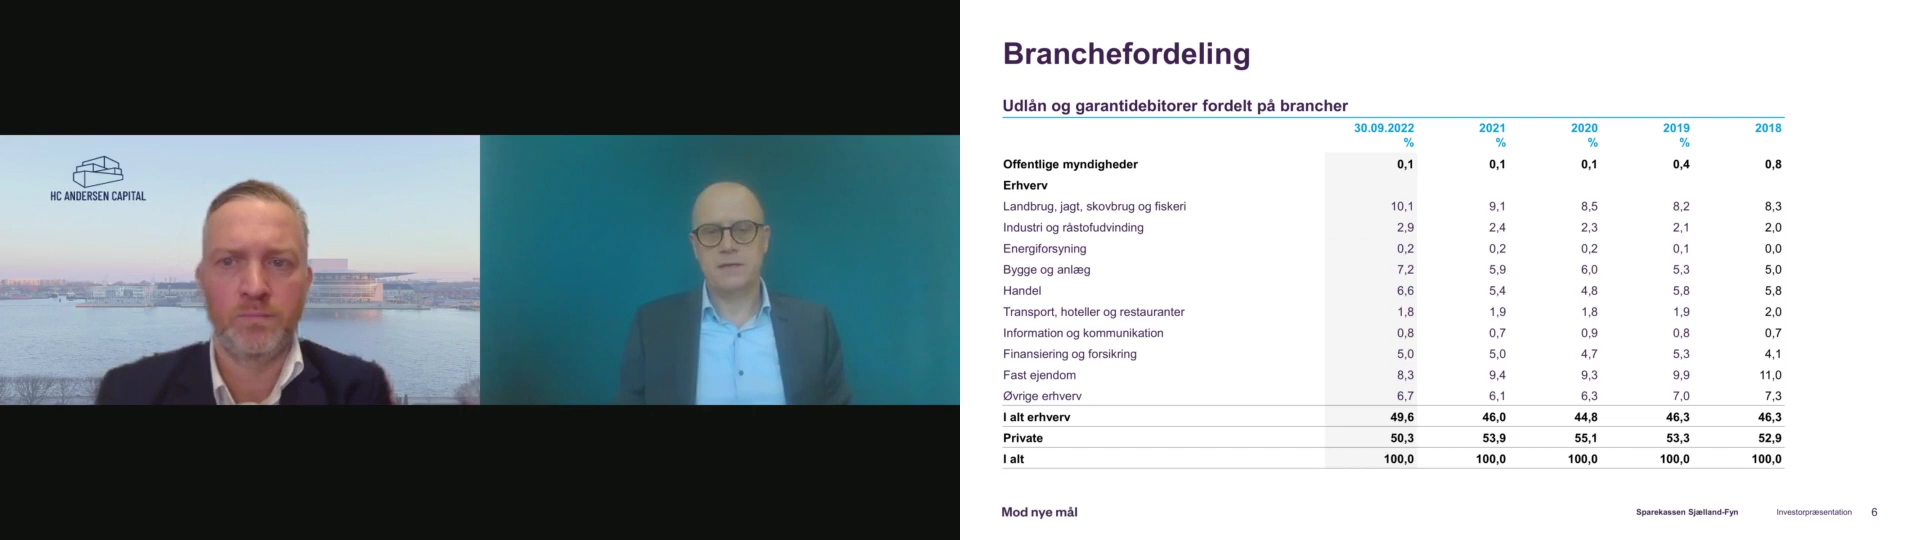 HC ANDERSEN CAPITAL
Branchefordeling
Udlån og garantidebitorer fordelt på brancher
30.09.2022 2021 2020 2019 2018
% % % %
Offentlige myndigheder 0,1 0,1 0,1 0,4 0,8
Erhverv
Landbrug, jagt, skovbrug og fiskeri 10,1 9,1 8,5 8,2 8,3
Industri og råstofudvinding 2,9 2,4 2,3 2,1 2,0
Energiforsyning 0,2 0,2 0,2 0,1 0,0
Bygge og anlæg 7,2 5,9 6,0 5,3 5,0
Handel 6,6 5,4 4,8 5,8 5,8
Transport, hoteller og restauranter 1,8 1,9 1,8 1,9 2,0
Information og kommunikation 0,8 0,7 0,9 0,8 0,7
Finansiering og forsikring 5,0 5,0 4,7 5,3 4,1
Fast ejendom 8,3 9,4 9,3 9,9 11,0
Øvrige erhverv 6,7 6,1 6,3 7,0 7,3
I alt erhverv 49,6 46,0 44,8 46,3 46,3
Private 50,3 53,9 55,1 53,3 52,9
I alt 100,0 100,0 100,0 100,0 100,0
Mod nye mål Sparekassen Sjælland-Fyn Investorpræsentation 6